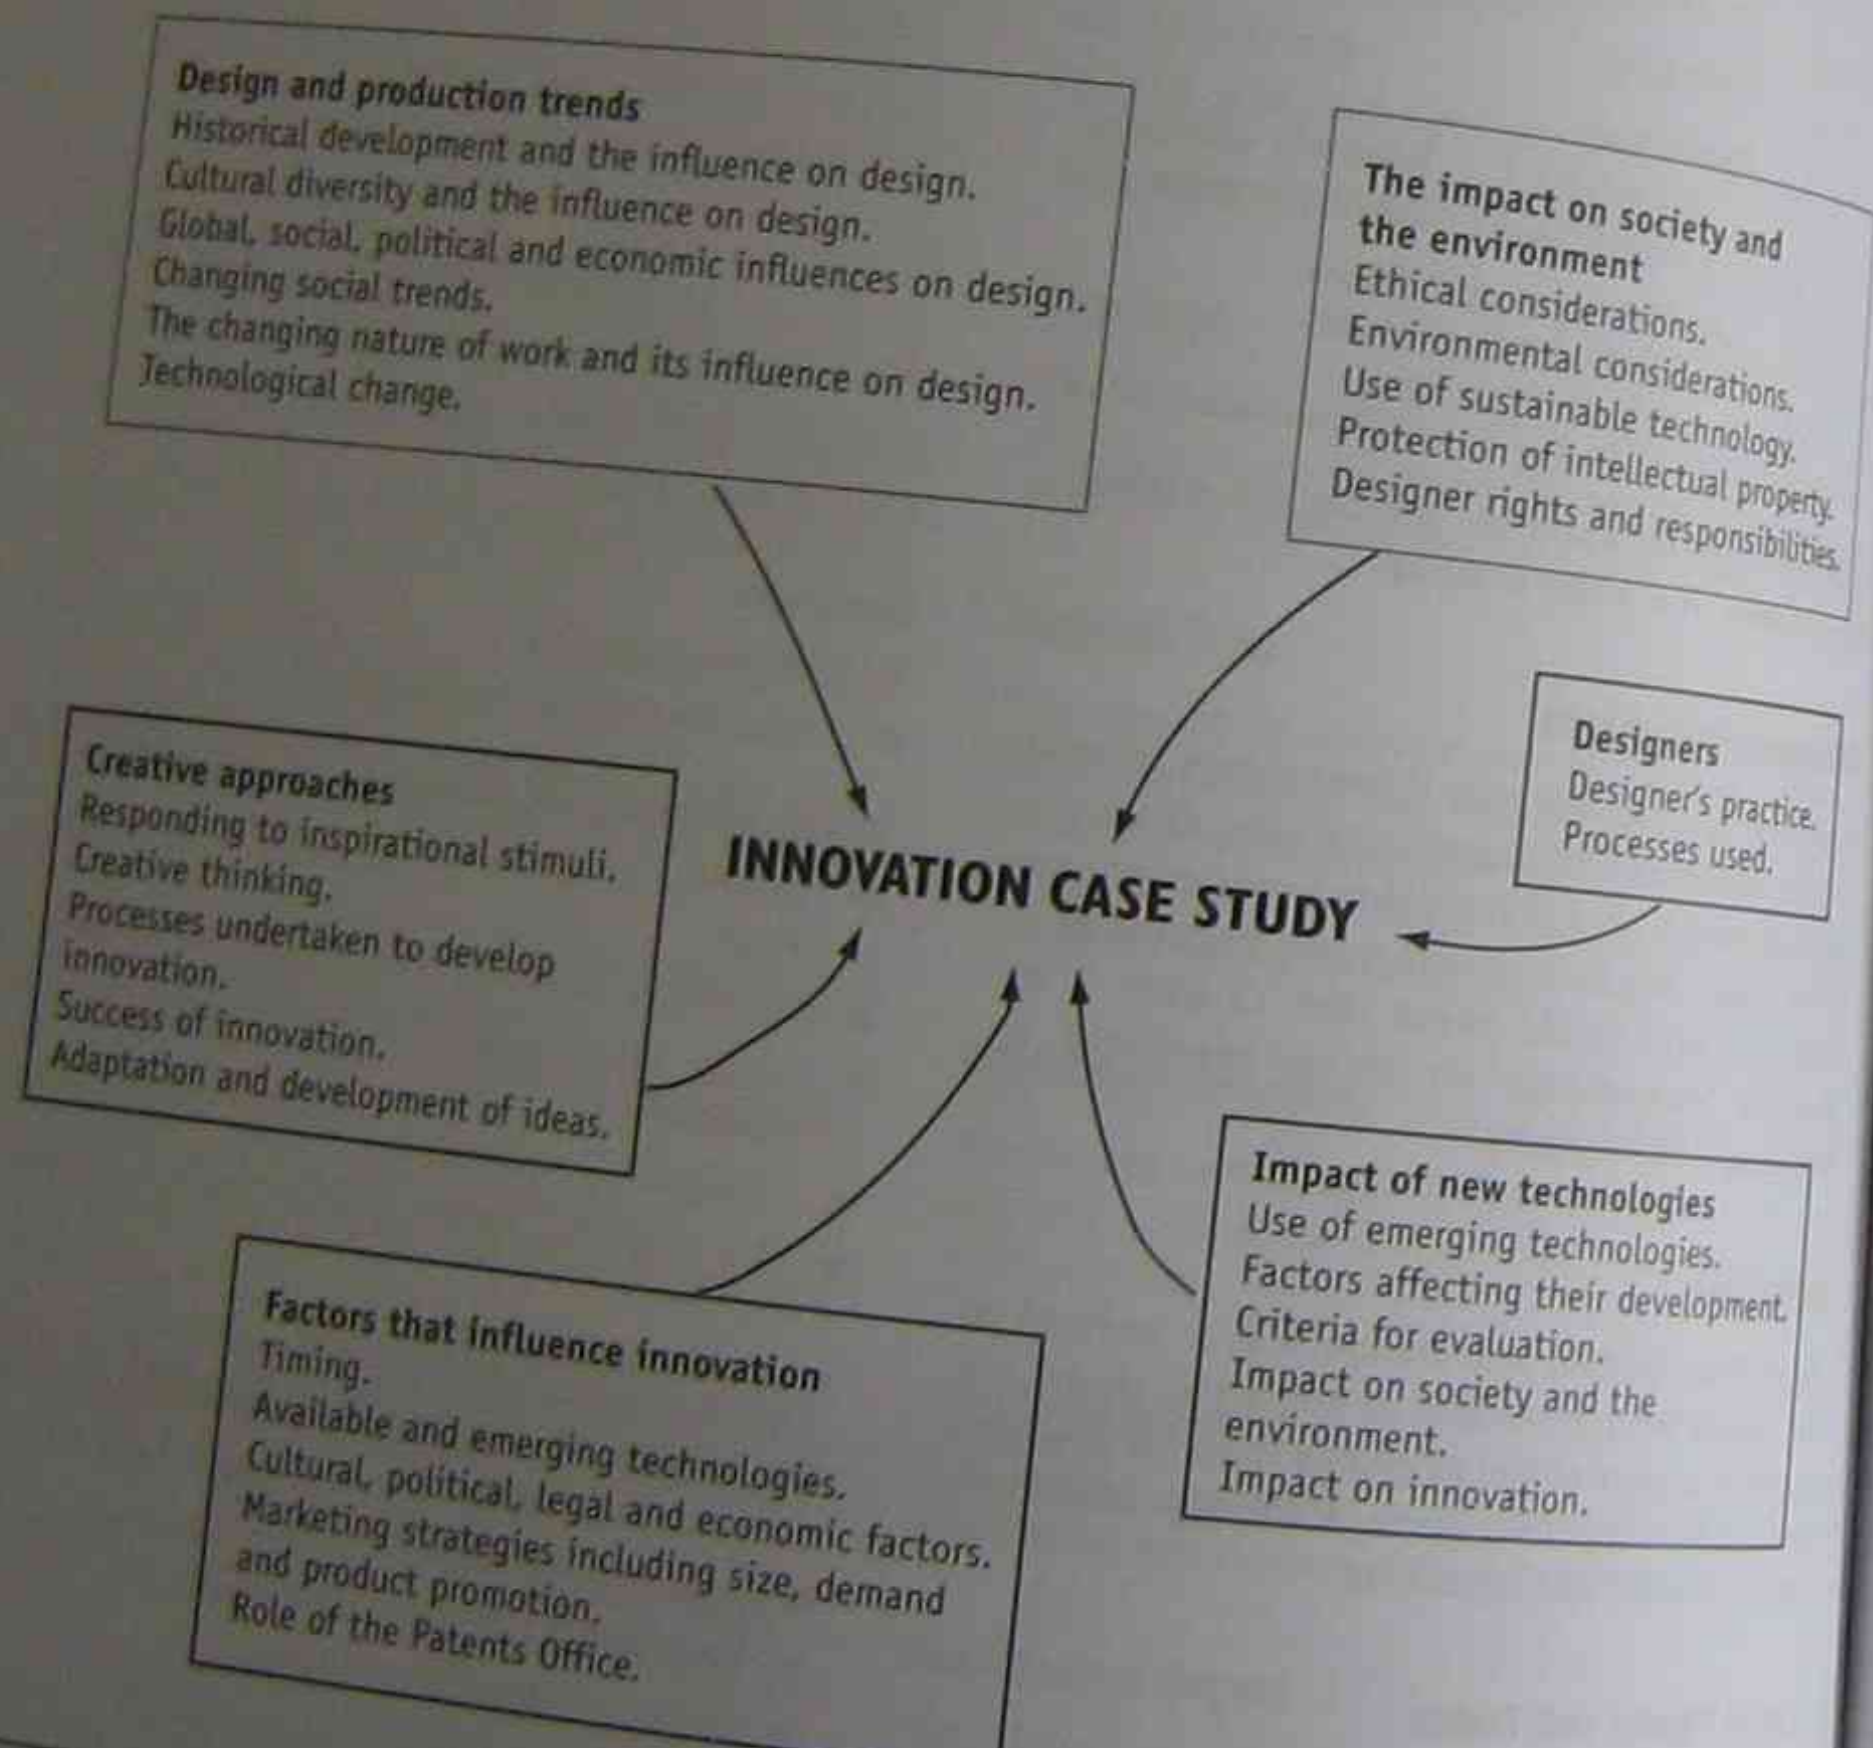 Design and production trends
Historical development and the influence on design.
Cultural diversity and the influence on design.
Global, social, political and economic influences on design.
Changing social trends.
The changing nature of work and its influence on design.
Technological change.
The impact on society and
the environment
Ethical considerations.
Environmental considerations.
Use of sustainable technology.
Protection of intellectual property.
Designer rights and responsibilities.
Designers
Designer's practice.
Processes used.
Creative approaches
Responding to inspirational stimuli.
Creative thinking.
Processes undertaken to develop
innovation.
Success of innovation.
Adaptation and development of ideas.
INNOVATION CASE STUDY
Impact of new technologies
Use of emerging technologies.
Factors affecting their development.
Criteria for evaluation.
Impact on society and the
environment.
Impact on innovation.
Factors that influence innovation
Timing.
Available and emerging technologies.
Cultural, political, legal and economic factors.
Marketing strategies including size, demand
and product promotion.
Role of the Patents Office.